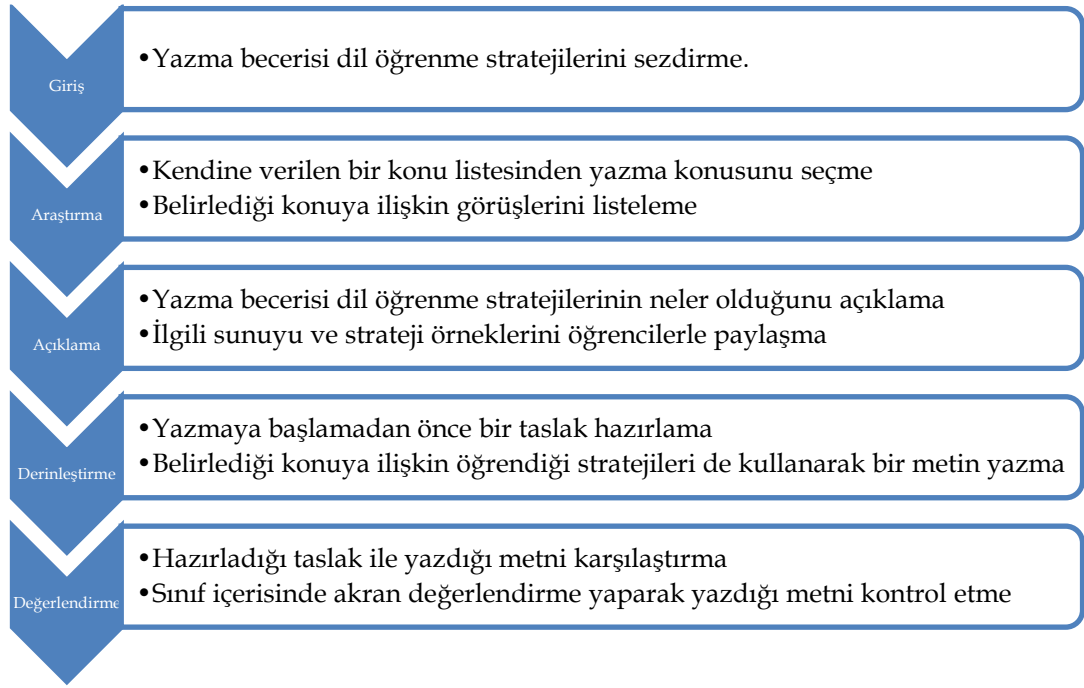 Giriş
•Yazma becerisi dil öğrenme stratejilerini sezdirme.
Araştırma
•Kendine verilen bir konu listesinden yazma konusunu seçme
•Belirlediği konuya ilişkin görüşlerini listeleme
Açıklama
•Yazma becerisi dil öğrenme stratejilerinin neler olduğunu açıklama
•İlgili sunuyu ve strateji örneklerini öğrencilerle paylaşma
Derinleştirme
•Yazmaya başlamadan önce bir taslak hazırlama
•Belirlediği konuya ilişkin öğrendiği stratejileri de kullanarak bir metin yazma
Değerlendirme
•Hazırladığı taslak ile yazdığı metni karşılaştırma
•Sınıf içerisinde akran değerlendirme yaparak yazdığı metni kontrol etme